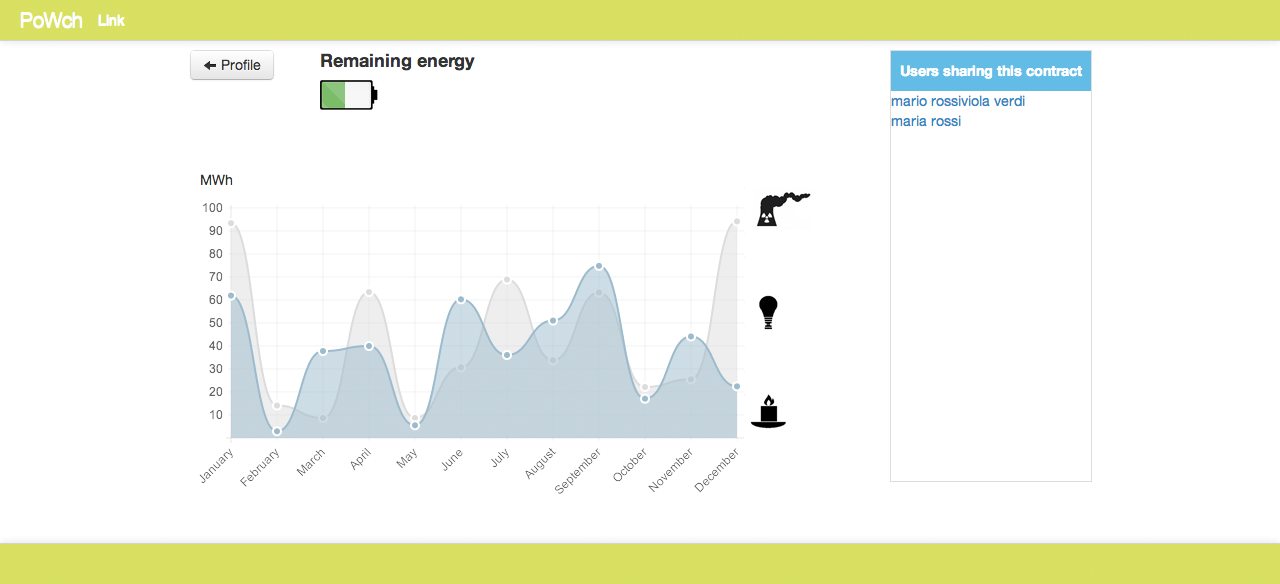 PoWch Link
Profile
Remaining energy
Users sharing this contract
mario rossiviola verdi
maria rossi
MWh
100
90
80
70
60
50
40
30
20
10
January
February
March
April
May
June
July
August
September
October
November
December